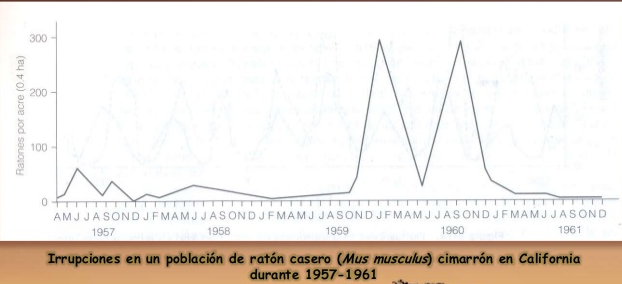 Ratones por acre (0.4 ha)
300
200
100
0
A M J J A S O N D J F M A M J J A S O N D J F M A M J J A S O N D J F M A M J J A S O N D J F M A M J J A S O N D
1957 1958 1959 1960 1961
Irrupciones en un población de ratón casero (Mus musculus) cimarrón en California
durante 1957-1961